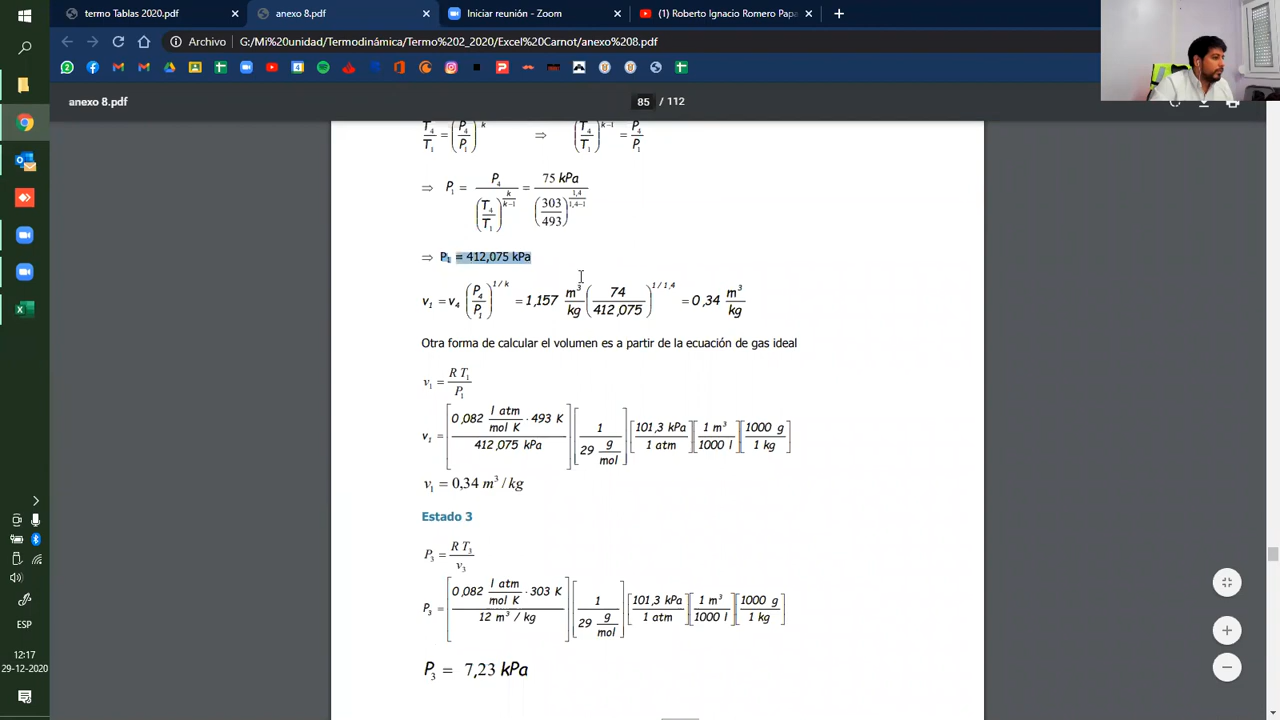 termo Tablas 2020.pdf
anexo 8.pdf
Iniciar reunión - Zoom
(1) Roberto Ignacio Romero Papa
Archivo | G:/Mi%20unidad/Termodinámica/Termo%202_2020/Excel%20Carnot/anexo%208.pdf
anexo 8.pdf
85 / 112
T4/T1 = (P4/P1)^k ⇒ (T4/T1)^k-1 = P4/P1
⇒ P1 = P4 / (T4/T1)^k/k-1 = 75 kPa / (303/493)^1,4/1,4-1
⇒ P1 = 412,075 kPa
v1 = v4 (P4/P1)^1/k = 1,157 m3/kg (74/412,075)^1/1,4 = 0,34 m3/kg
Otra forma de calcular el volumen es a partir de la ecuación de gas ideal
v1 = R T1 / P1
v1 = [0,082 l atm/mol K · 493 K / 412,075 kPa] [1 / 29 g/mol] [101,3 kPa / 1 atm] [1 m3 / 1000 l] [1000 g / 1 kg]
v1 = 0,34 m3/kg
Estado 3
P3 = R T3 / v3
P3 = [0,082 l atm/mol K · 303 K / 12 m3/kg] [1 / 29 g/mol] [101,3 kPa / 1 atm] [1 m3 / 1000 l] [1000 g / 1 kg]
P3 = 7,23 kPa
ESP
12:17
29-12-2020